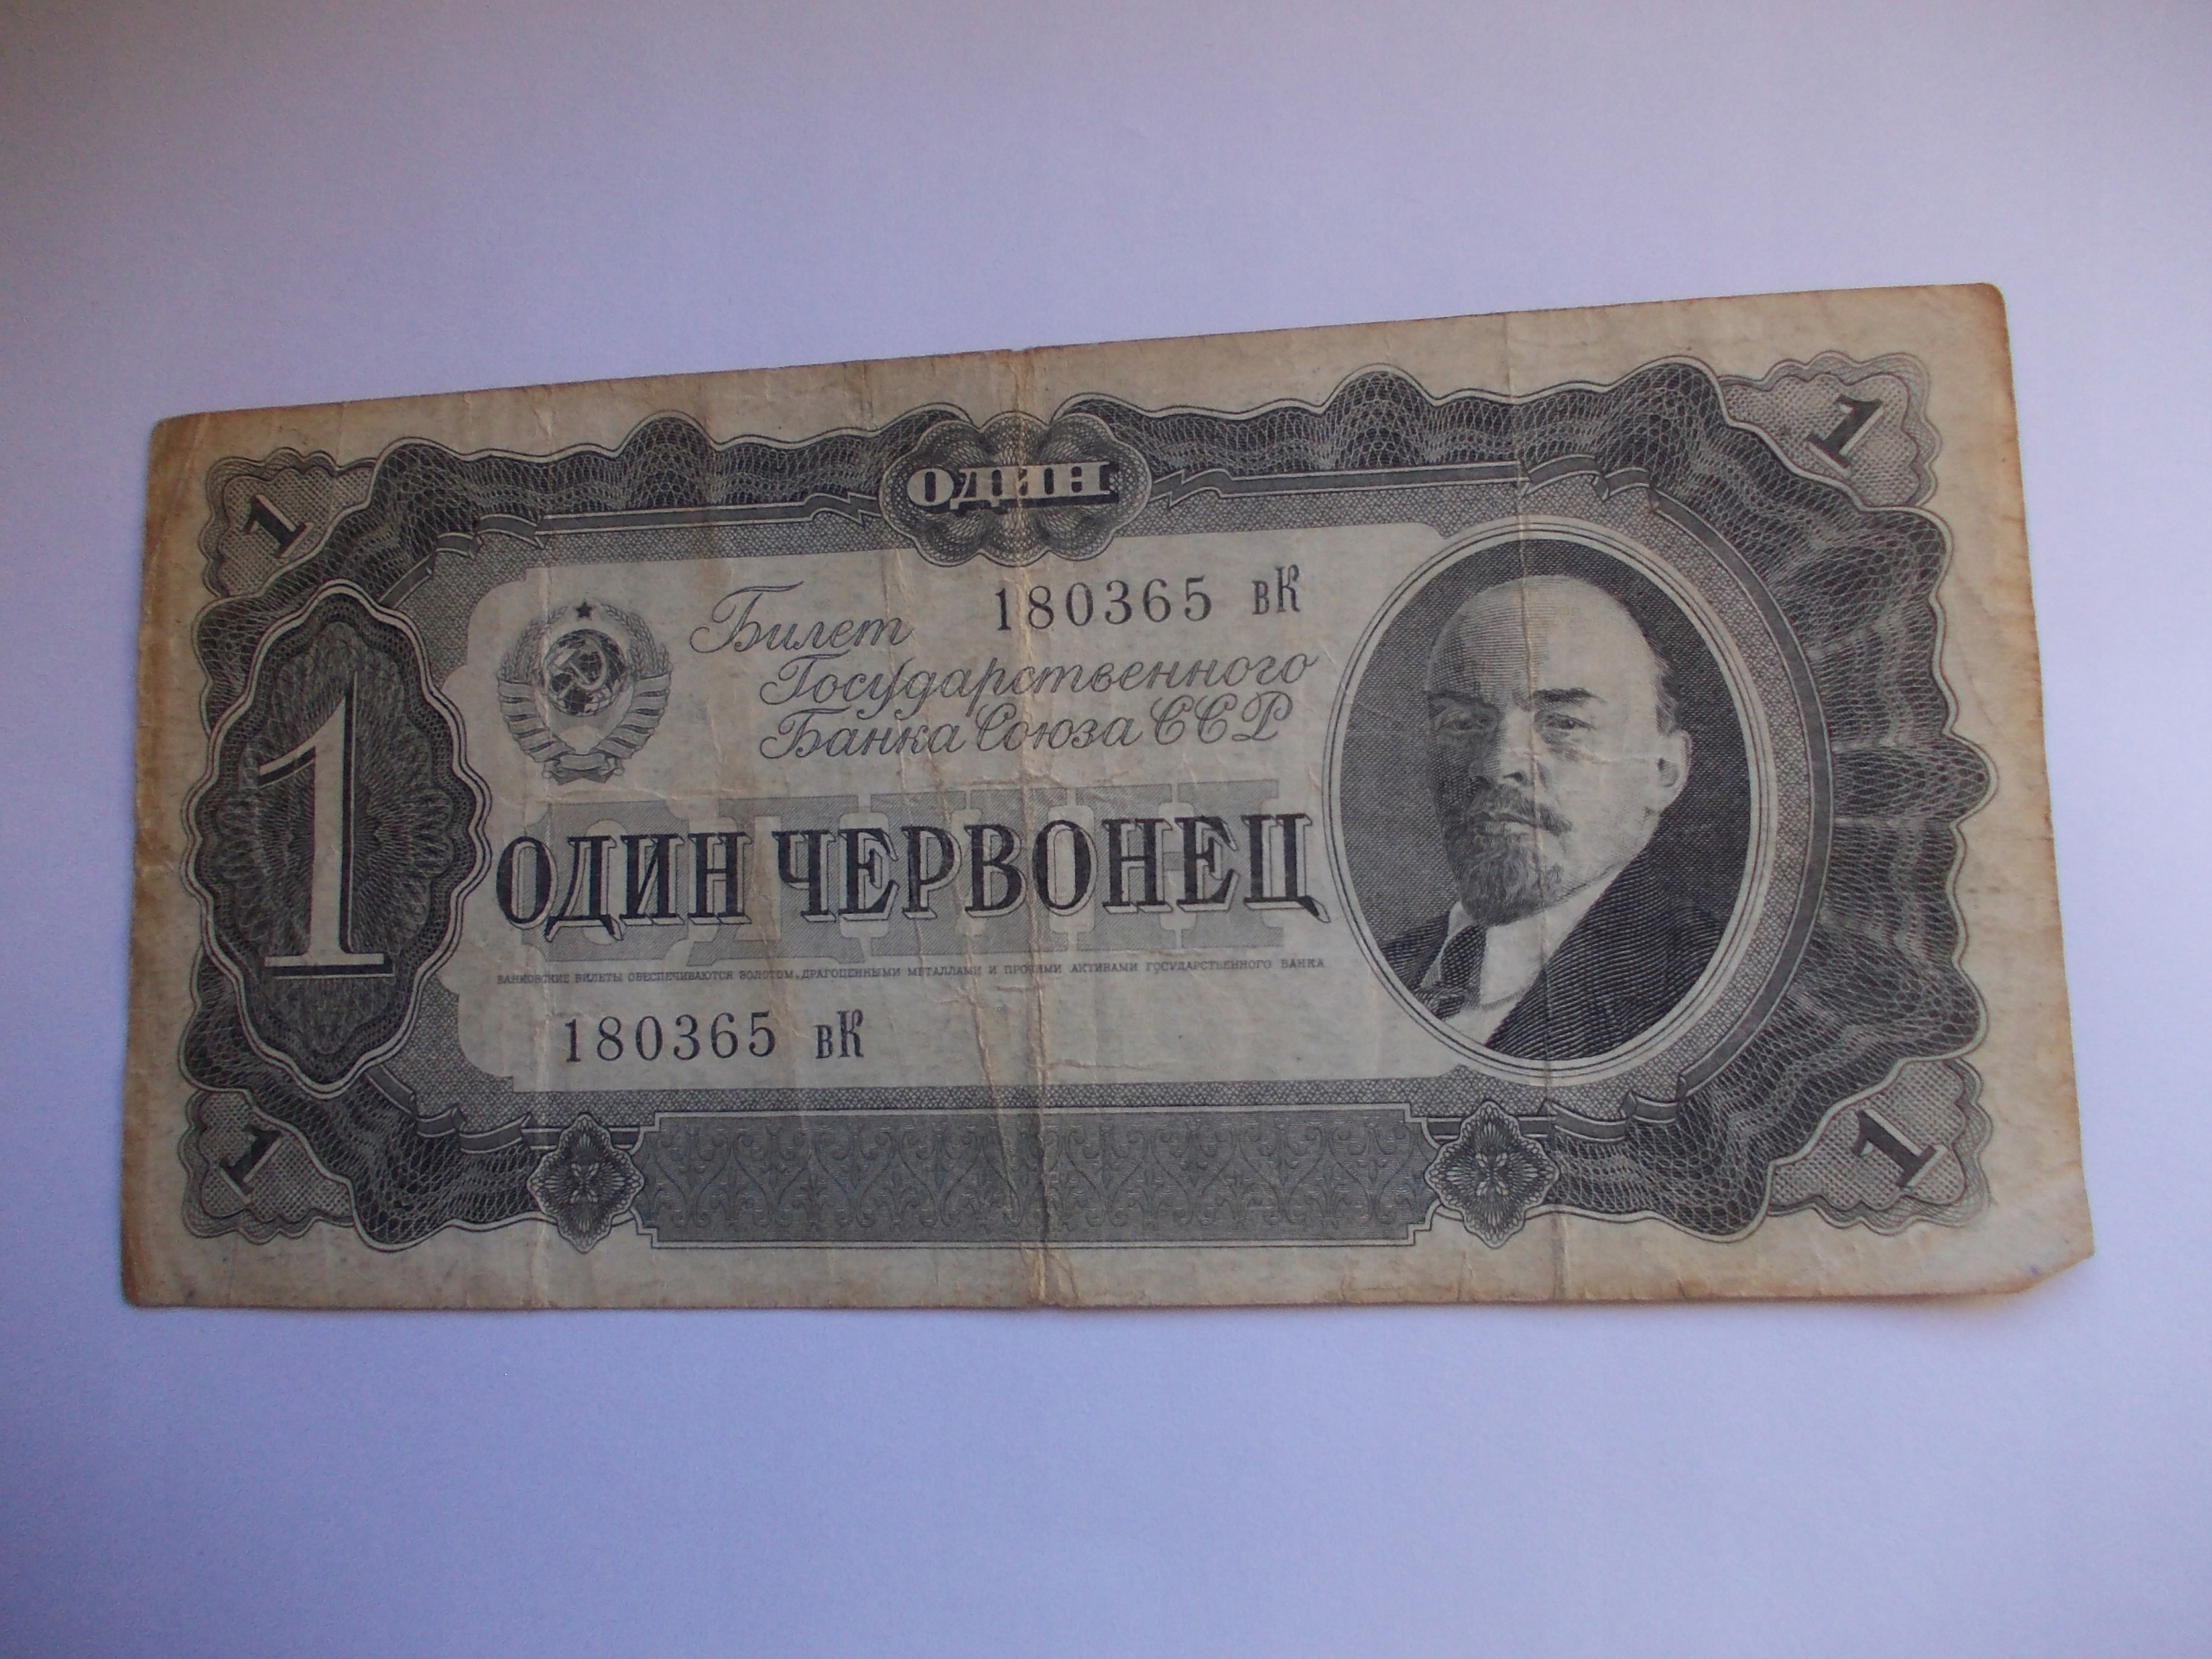 1
ОДИН
1
Билет 180365 вК
Государственного
Банка Союза ССР
1
ОДИН
ОДИН ЧЕРВОНЕЦ
БАНКОВСКИЕ БИЛЕТЫ ОБЕСПЕЧИВАЮТСЯ ЗОЛОТОМ, ДРАГОЦЕННЫМИ МЕТАЛЛАМИ И ПРОЧИМИ АКТИВАМИ ГОСУДАРСТВЕННОГО БАНКА
180365 вК
1
1